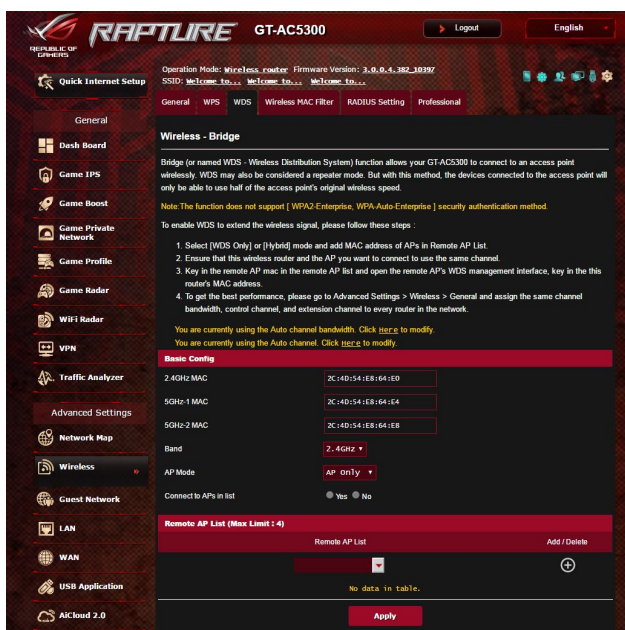 REPUBLIC OF
GAMERS
RAPTURE
GT-AC5300
Logout
English
Operation Mode: Wireless router Firmware Version: 3.0.0.4.382_10397
SSID: Welcome to... Welcome to... Welcome to...
Quick Internet Setup
General
Dash Board
Game IPS
Game Boost
Game Private
Network
Game Profile
Game Radar
WiFi Radar
VPN
Traffic Analyzer
Advanced Settings
Network Map
Wireless
Guest Network
LAN
WAN
USB Application
AiCloud 2.0
General WPS WDS Wireless MAC Filter RADIUS Setting Professional
Wireless - Bridge
Bridge (or named WDS - Wireless Distribution System) function allows your GT-AC5300 to connect to an access point
wirelessly. WDS may also be considered a repeater mode. But with this method, the devices connected to the access point will
only be able to use half of the access point's original wireless speed.
Note:The function does not support [ WPA2-Enterprise, WPA-Auto-Enterprise ] security authentication method.
To enable WDS to extend the wireless signal, please follow these steps :
1. Select [WDS Only] or [Hybrid] mode and add MAC address of APs in Remote AP List.
2. Ensure that this wireless router and the AP you want to connect to use the same channel.
3. Key in the remote AP mac in the remote AP list and open the remote AP's WDS management interface, key in the this
router's MAC address.
4. To get the best performance, please go to Advanced Settings > Wireless > General and assign the same channel
bandwidth, control channel, and extension channel to every router in the network.
You are currently using the Auto channel bandwidth. Click Here to modify.
You are currently using the Auto channel. Click Here to modify.
Basic Config
2.4GHz MAC 2C:4D:54:E8:64:E0
5GHz-1 MAC 2C:4D:54:E8:64:E4
5GHz-2 MAC 2C:4D:54:E8:64:E8
Band 2.4GHz
AP Mode AP Only
Connect to APs in list Yes No
Remote AP List (Max Limit : 4)
Remote AP List Add / Delete
No data in table.
Apply